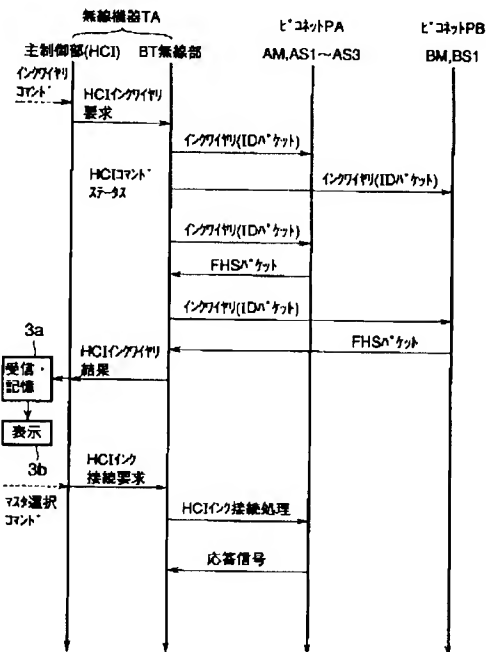 無線機器TA
ピコネットPA
ピコネットPB
主制御部(HCI)
BT無線部
AM,AS1～AS3
BM,BS1
インクワイヤリ
コマンド
HCIインクワイヤリ
要求
インクワイヤリ(IDパケット)
HCIコマンド
ステータス
インクワイヤリ(IDパケット)
インクワイヤリ(IDパケット)
FHSパケット
インクワイヤリ(IDパケット)
FHSパケット
3a
受信・
記憶
HCIインクワイヤリ
結果
表示
3b
HCIインク
接続要求
マスタ選択
コマンド
HCIインク接続処理
応答信号